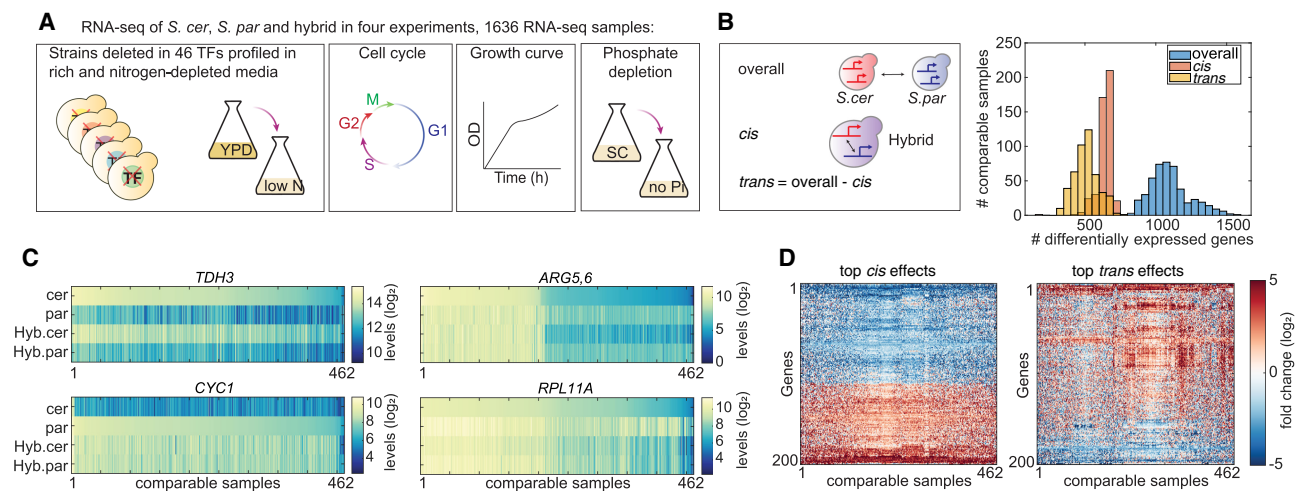 A
RNA-seq of S. cer, S. par and hybrid in four experiments, 1636 RNA-seq samples:
Strains deleted in 46 TFs profiled in
rich and nitrogen-depleted media
TF
YPD
low N
Cell cycle
M
G2
G1
S
Growth curve
OD
Time (h)
Phosphate
depletion
SC
no Pi
B
overall
S.cer
S.par
cis
Hybrid
trans = overall - cis
# comparable samples
250
200
150
100
50
0
500
1000
1500
# differentially expressed genes
overall
cis
trans
C
TDH3
cer
par
Hyb.cer
Hyb.par
1
462
14
12
10
levels (log₂)
ARG5,6
1
462
10
5
0
levels (log₂)
CYC1
cer
par
Hyb.cer
Hyb.par
1
462
comparable samples
10
8
6
4
levels (log₂)
RPL11A
1
462
comparable samples
10
5
levels (log₂)
D
top cis effects
1
Genes
200
1
462
comparable samples
top trans effects
1
Genes
200
1
462
comparable samples
5
0
-5
fold change (log₂)